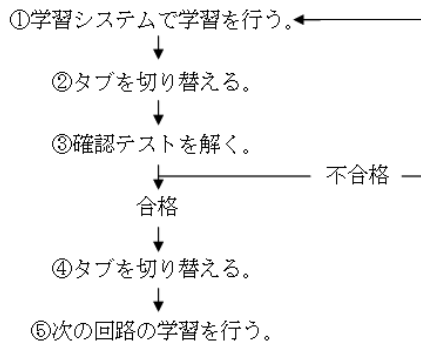 ①学習システムで学習を行う。
②タブを切り替える。
③確認テストを解く。
不合格
合格
④タブを切り替える。
⑤次の回路の学習を行う。